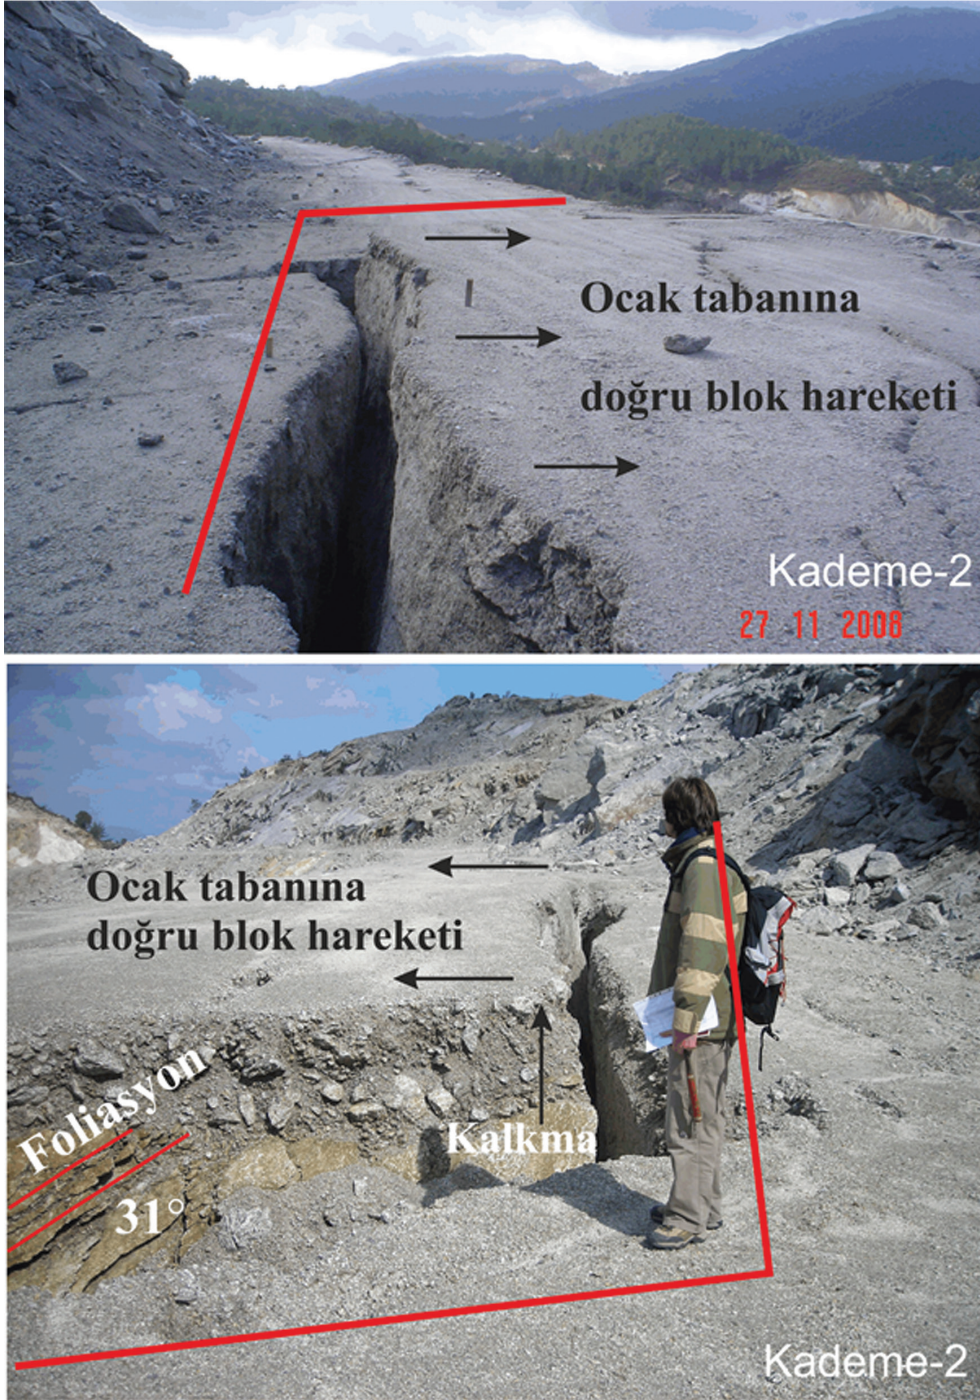 Ocak tabanına
doğru blok hareketi
Kademe-2
27 11 2008
Ocak tabanına
doğru blok hareketi
Foliasyon
Kalkma
31°
Kademe-2